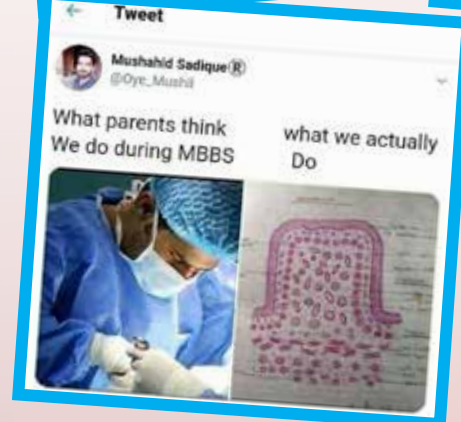 Tweet
Mushahid Sadique®
@Oye_Mushii
What parents think
We do during MBBS
what we actually
Do